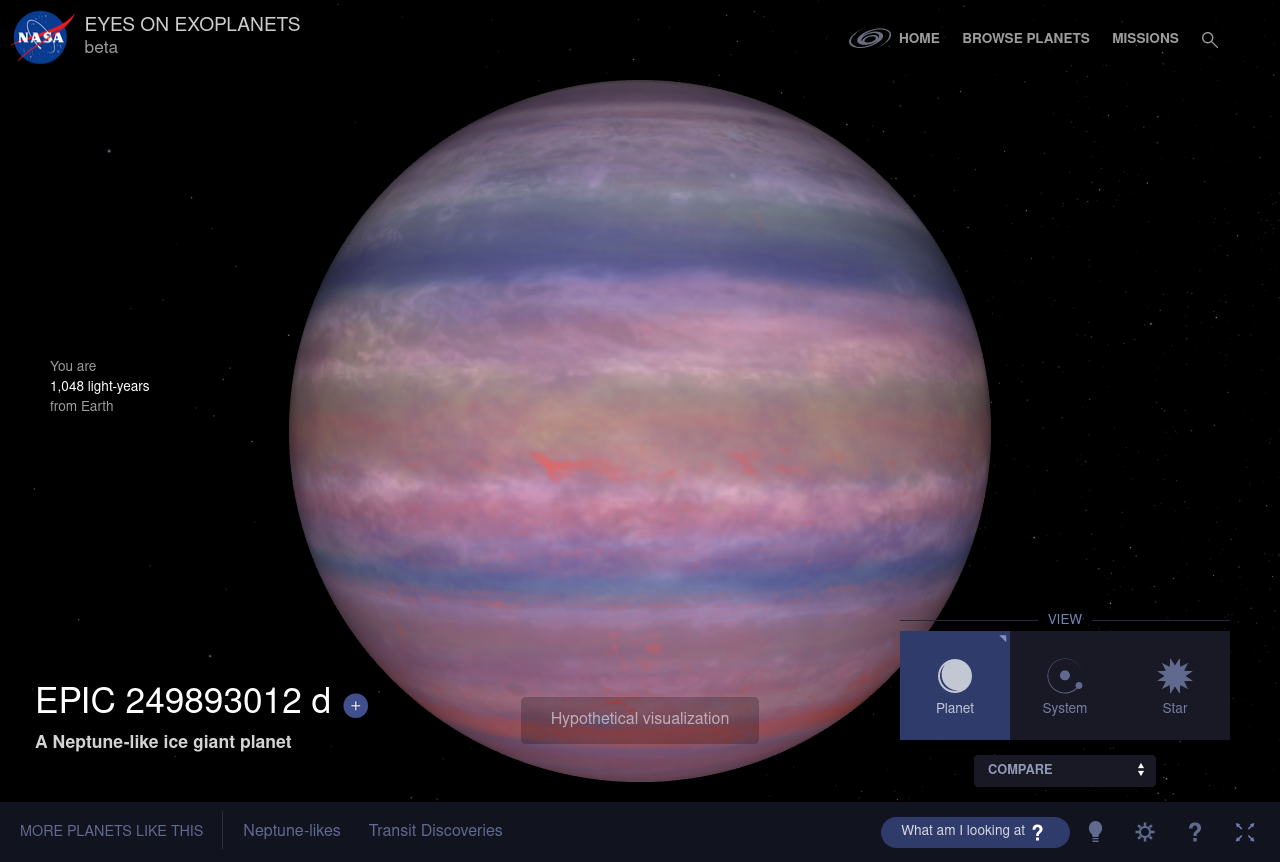 NASA
EYES ON EXOPLANETS
beta
HOME
BROWSE PLANETS
MISSIONS
You are
1,048 light-years
from Earth
VIEW
Planet
System
Star
EPIC 249893012 d +
A Neptune-like ice giant planet
Hypothetical visualization
COMPARE
MORE PLANETS LIKE THIS
Neptune-likes
Transit Discoveries
What am I looking at ?
?